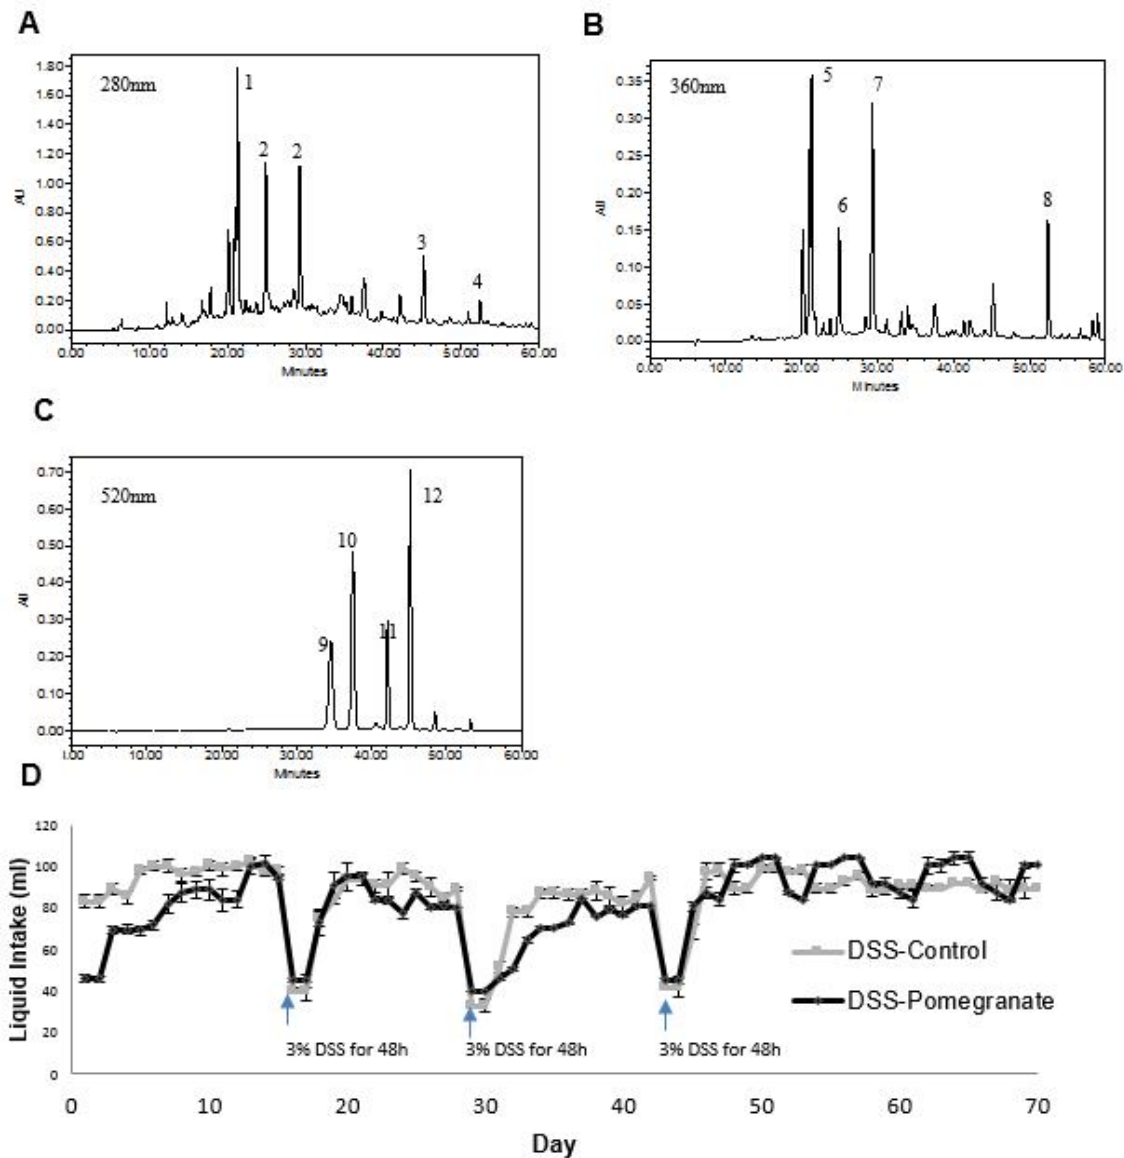 A
280nm
1
2
2
3
4
1.80
1.60
1.40
1.20
1.00
0.80
0.60
0.40
0.20
0.00
AU
0.00 10.00 20.00 30.00 40.00 50.00 60.00
Minutes
B
360nm
5
7
6
8
0.35
0.30
0.25
0.20
0.15
0.10
0.05
0.00
AU
0.00 10.00 20.00 30.00 40.00 50.00 60.00
Minutes
C
520nm
12
10
11
9
0.70
0.60
0.50
0.40
0.30
0.20
0.10
0.00
AU
1.00 10.00 20.00 30.00 40.00 50.00 60.00
Minutes
D
Liquid Intake (ml)
120
100
80
60
40
20
0
DSS-Control
DSS-Pomegranate
3% DSS for 48h 3% DSS for 48h 3% DSS for 48h
0 10 20 30 40 50 60 70
Day